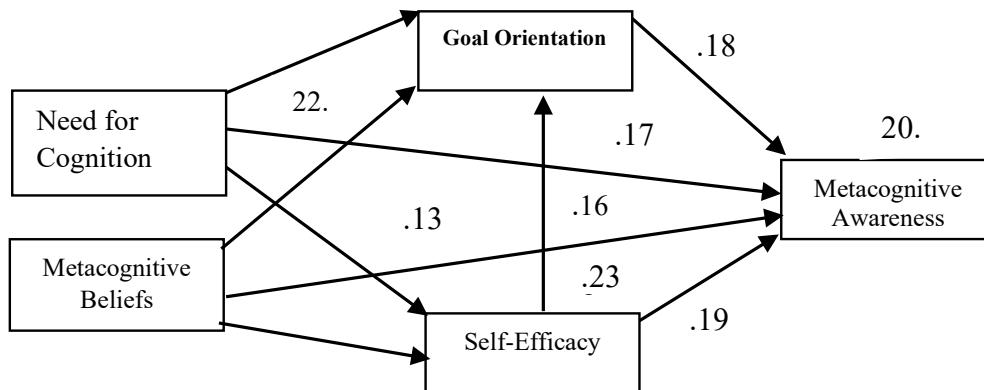 Goal Orientation
.18
22.
Need for
Cognition
.17
20.
Metacognitive
Awareness
.13
.16
Metacognitive
Beliefs
.23
.19
Self-Efficacy